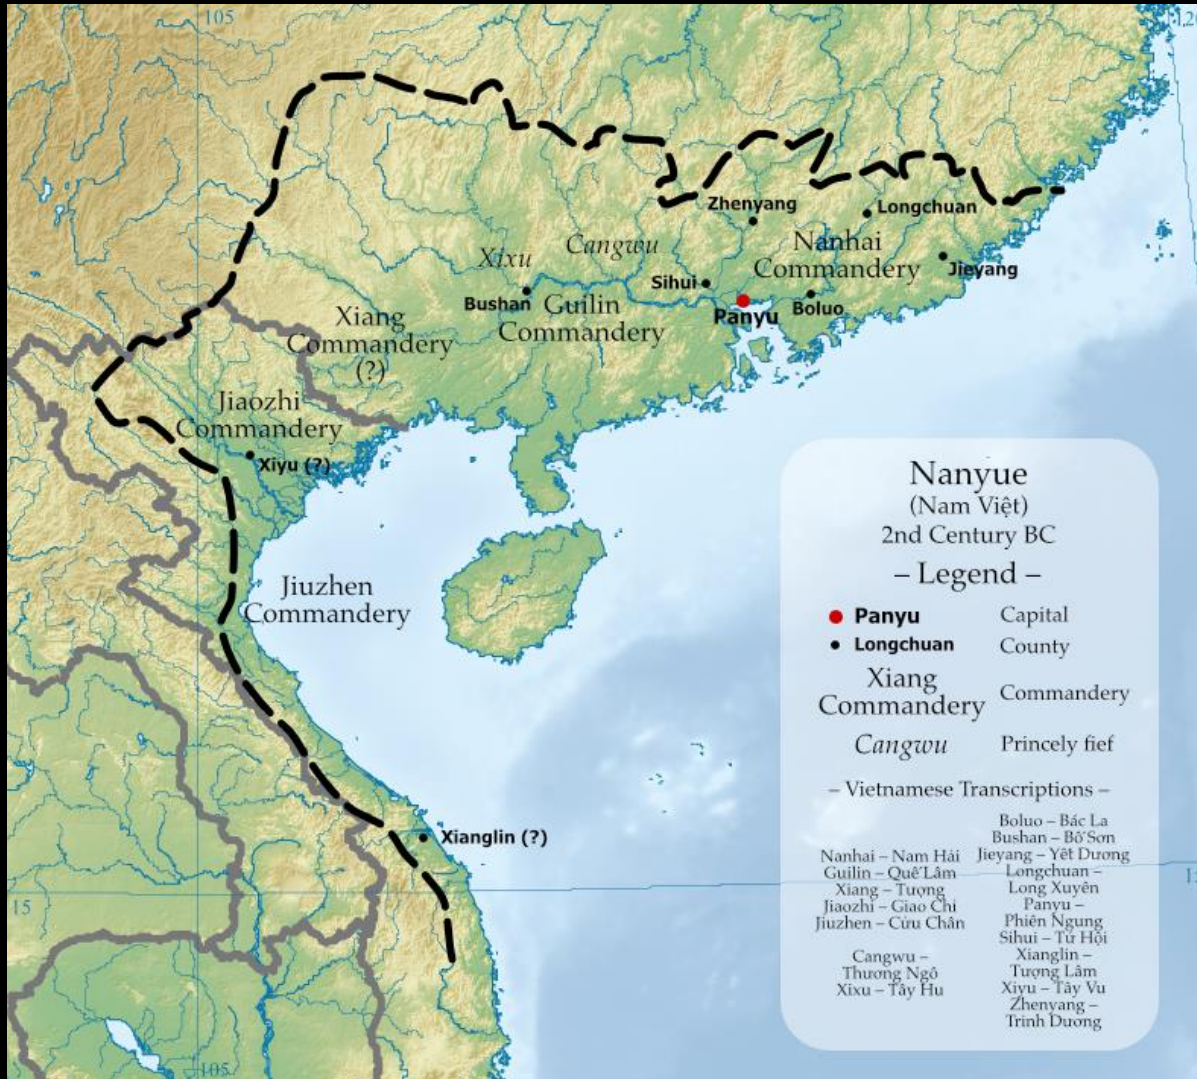 105
120
Zhenyang
Longchuan
Xixu
Cangwu
Nanhai
Commandery
Jieyang
Sihui
Bushan
Guilin
Commandery
Panyu
Boluo
Xiang
Commandery
(?)
Jiaozhi
Commandery
Xiyu (?)
Jiuzhen
Commandery
Xianglin (?)
15
105
Nanyue
(Nam Việt)
2nd Century BC
– Legend –
Panyu Capital
Longchuan County
Xiang
Commandery Commandery
Cangwu Princely fief
– Vietnamese Transcriptions –
Nanhai – Nam Hải
Guilin – Quế Lâm
Xiang – Tượng
Jiaozhi – Giao Chỉ
Jiuzhen – Cửu Chân
Cangwu –
Thương Ngô
Xixu – Tây Hu
Boluo – Bác La
Bushan – Bố Sơn
Jieyang – Yết Dương
Longchuan –
Long Xuyên
Panyu –
Phiên Ngung
Sihui – Tứ Hội
Xianglin –
Tượng Lâm
Xiyu – Tây Vu
Zhenyang –
Trinh Dương